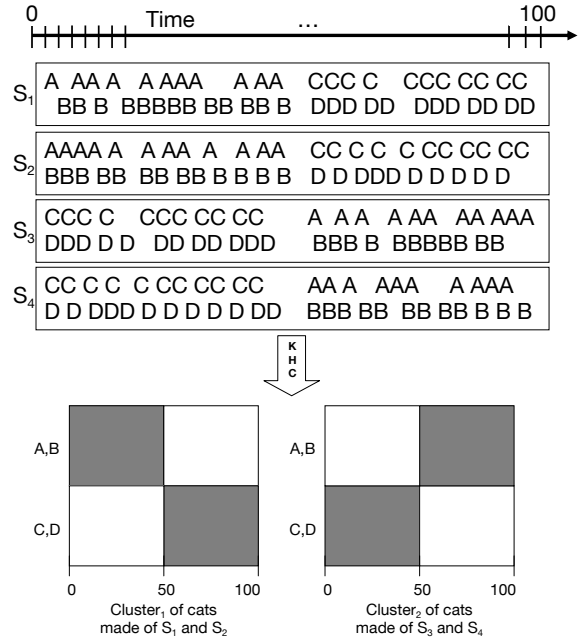 0 Time ... 100
A AA A A AAA A AA CCC C CCC CC CC
S1 BB B BBBBB BB BB B DDD DD DDD DD DD
AAAA A A AA A A AA CC C C C CC CC CC
S2 BBB BB BB BB B B B B D D DDD D D D D D
CCC C CCC CC CC A A A A AA AA AAA
S3 DDD D D DD DD DDD BBB B BBBBB BB
CC C C C CC CC CC AA A AAA A AAA
S4 D D DDD D D D D D DD BBB BB BB BB B B B
K
H
C
A,B A,B
C,D C,D
0 50 100 0 50 100
Cluster1 of cats Cluster2 of cats
made of S1 and S2 made of S3 and S4